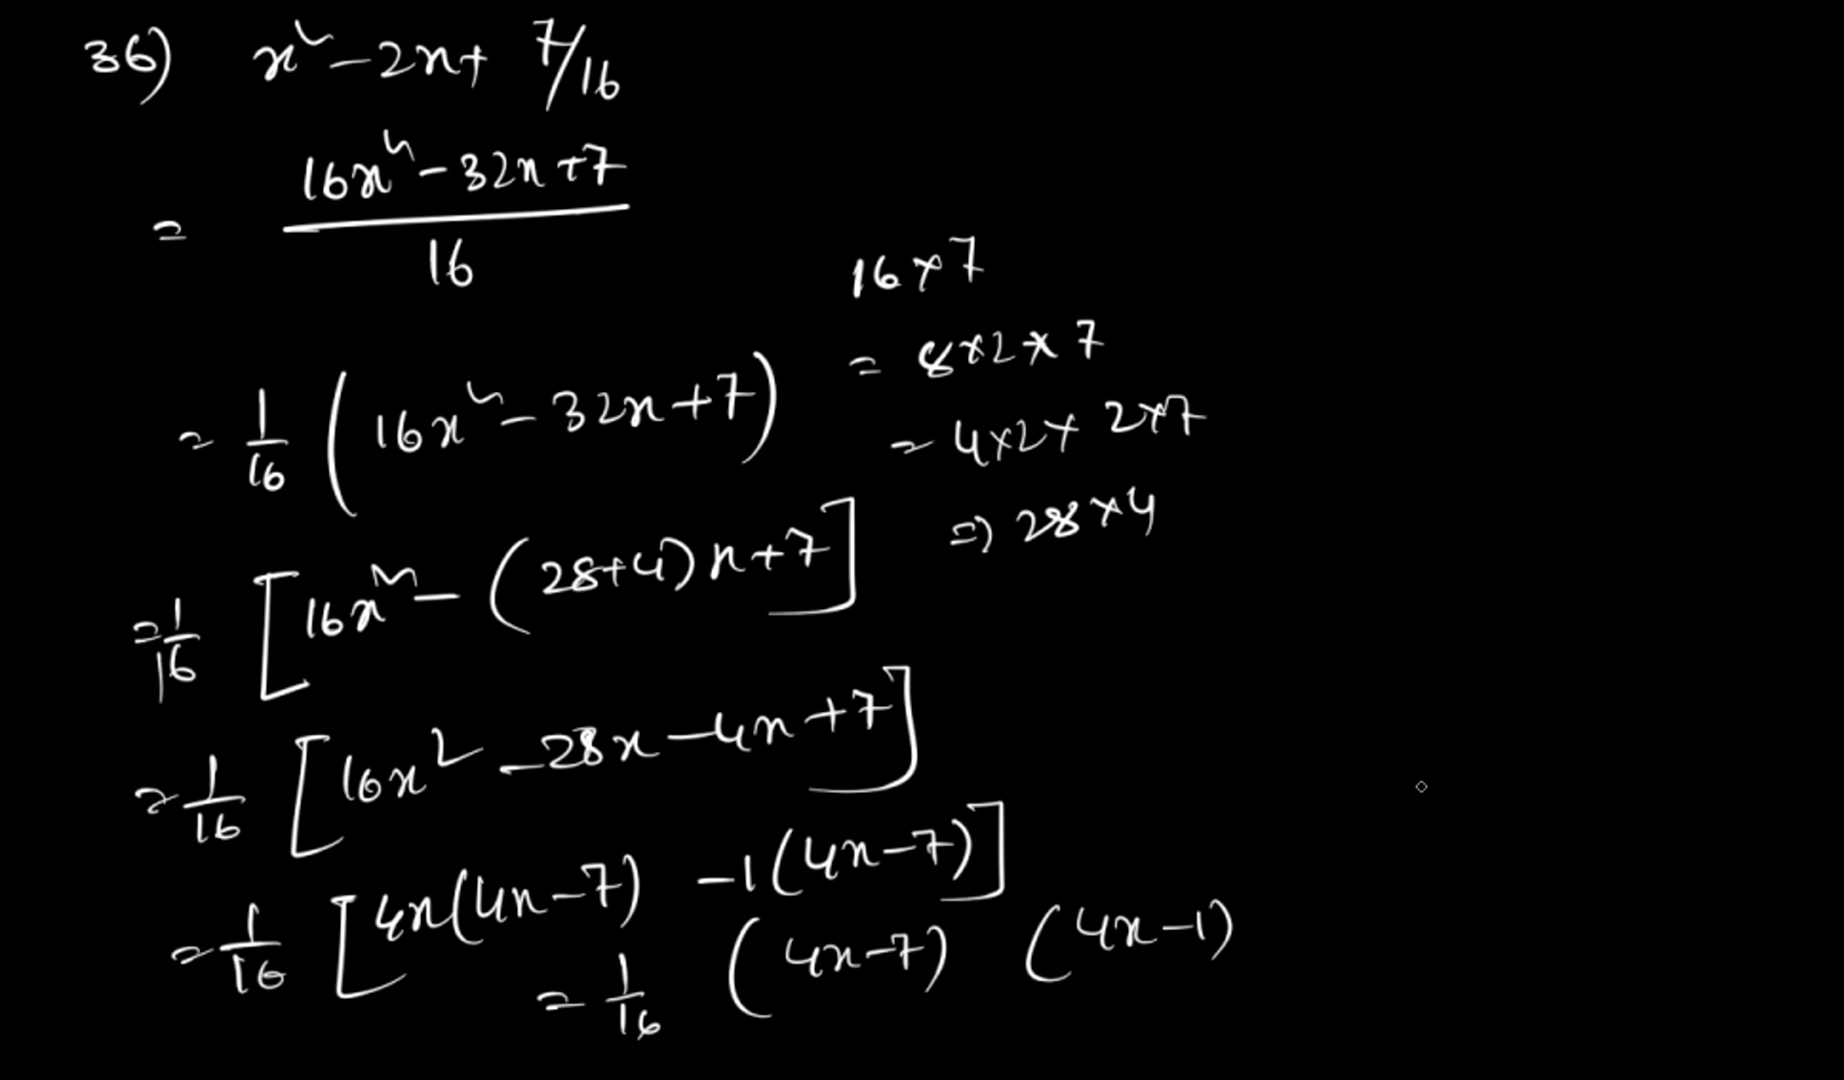 36) x² - 2x + 7/16
= (16x² - 32x + 7)/16
= 1/16 (16x² - 32x + 7)
16 × 7
= 8×2×7
= 4×2×2×7
⇒ 28×4
= 1/16 [16x² - (28+4)x + 7]
= 1/16 [16x² - 28x - 4x + 7]
= 1/16 [4x(4x-7) -1(4x-7)]
= 1/16 (4x-7) (4x-1)